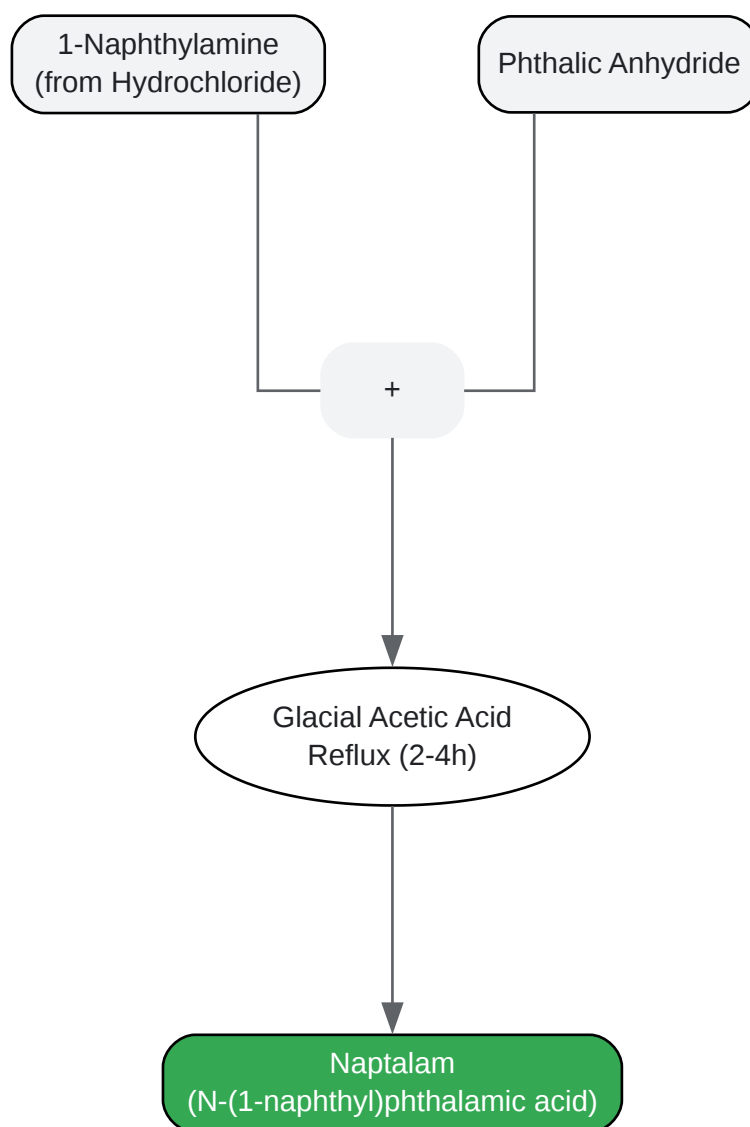 1-Naphthylamine
(from Hydrochloride)
Phthalic Anhydride
+
Glacial Acetic Acid
Reflux (2-4h)
Naptalam
(N-(1-naphthyl)phthalamic acid)